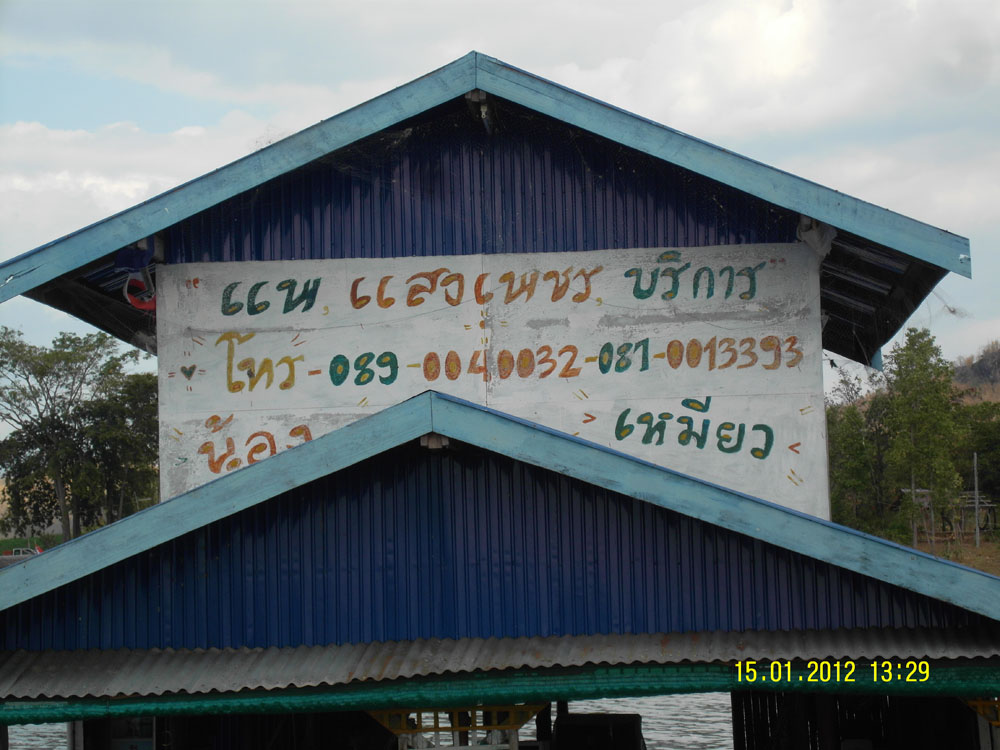 "แพ, แสงเพชร, บริการ"
โทร-089-0040032-081-0013393
น้อง เหมียว
15.01.2012 13:29